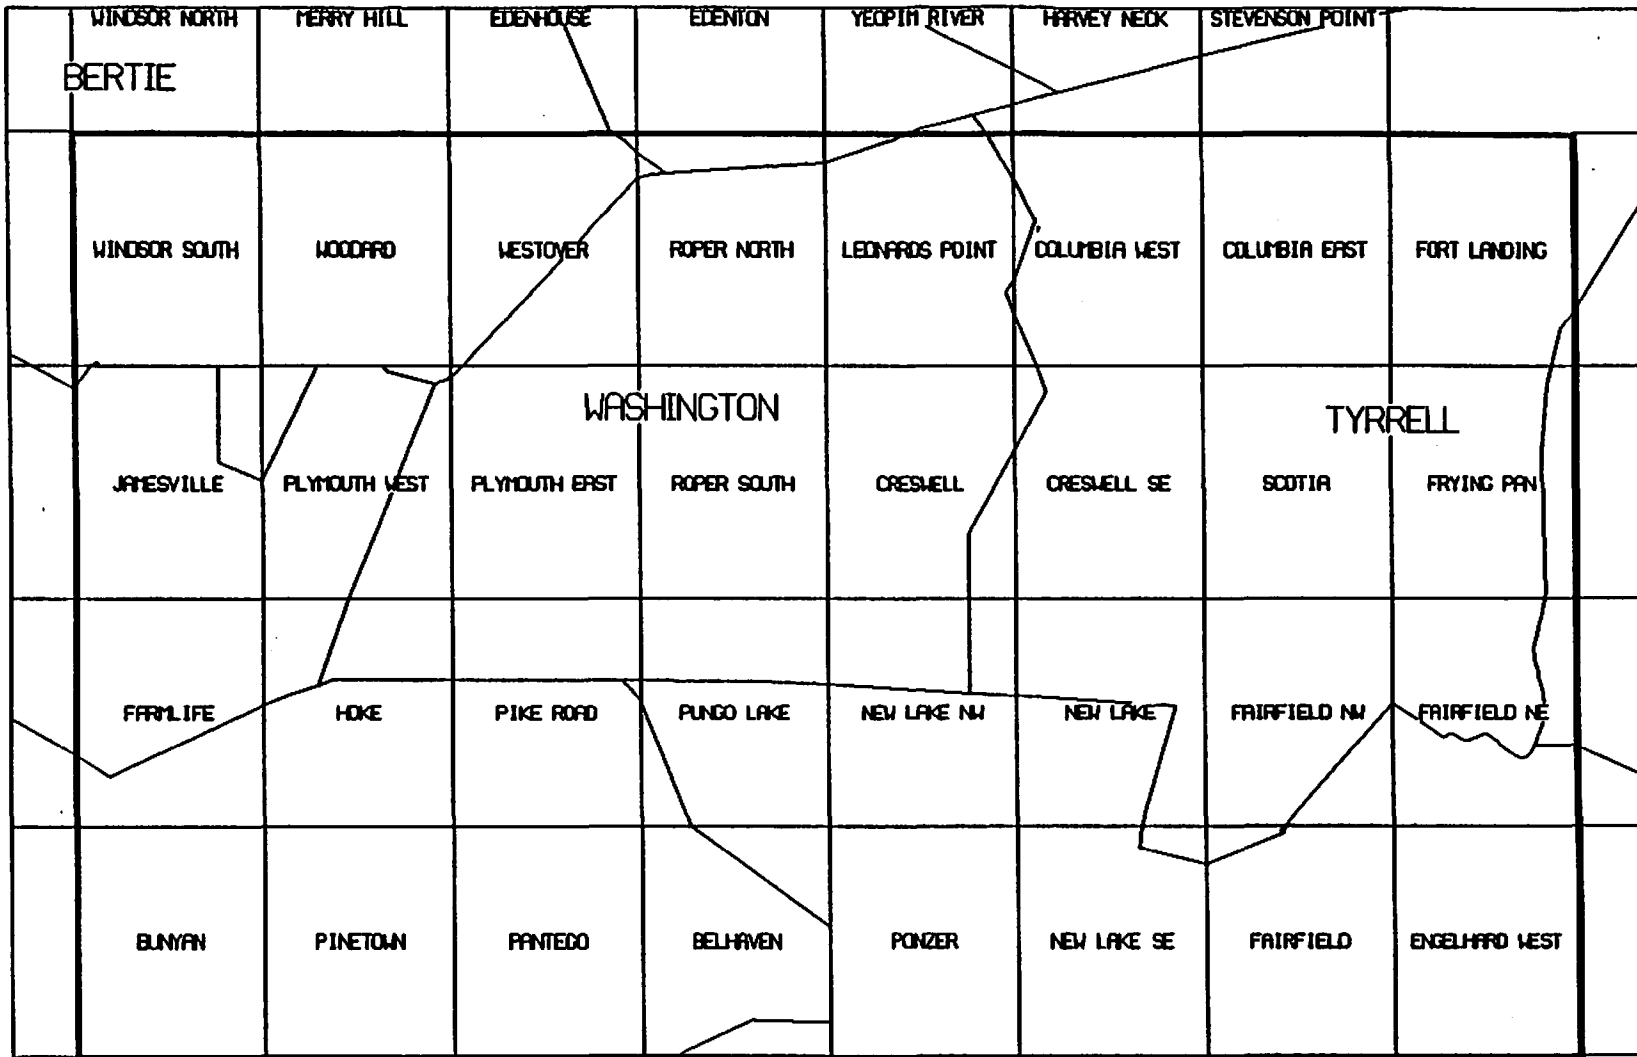 WINDSOR NORTH MERRY HILL EDENHOUSE EDENTON YEOPIM RIVER HARVEY NECK STEVENSON POINT
BERTIE
WINDSOR SOUTH WOODARD WESTOVER ROPER NORTH LEONARDS POINT COLUMBIA WEST COLUMBIA EAST FORT LANDING
WASHINGTON TYRRELL
JAMESVILLE PLYMOUTH WEST PLYMOUTH EAST ROPER SOUTH CRESWELL CRESWELL SE SCOTIA FRYING PAN
FARMLIFE HOKE PIKE ROAD PUNGO LAKE NEW LAKE NW NEW LAKE FAIRFIELD NW FAIRFIELD NE
BUNYAN PINETOWN PANTEGO BELHAVEN PONZER NEW LAKE SE FAIRFIELD ENGELHARD WEST